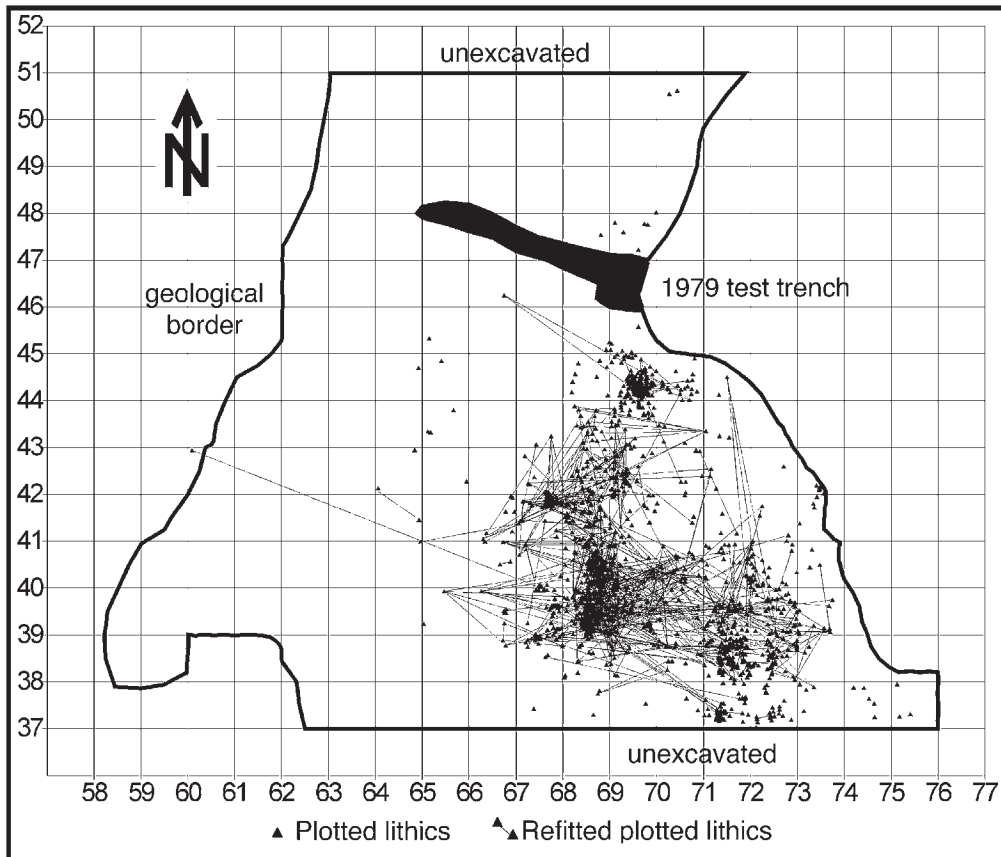 52
51
50
49
48
47
46
45
44
43
42
41
40
39
38
37
unexcavated
N
geological
border
1979 test trench
unexcavated
58 59 60 61 62 63 64 65 66 67 68 69 70 71 72 73 74 75 76 77
Plotted lithics Refitted plotted lithics